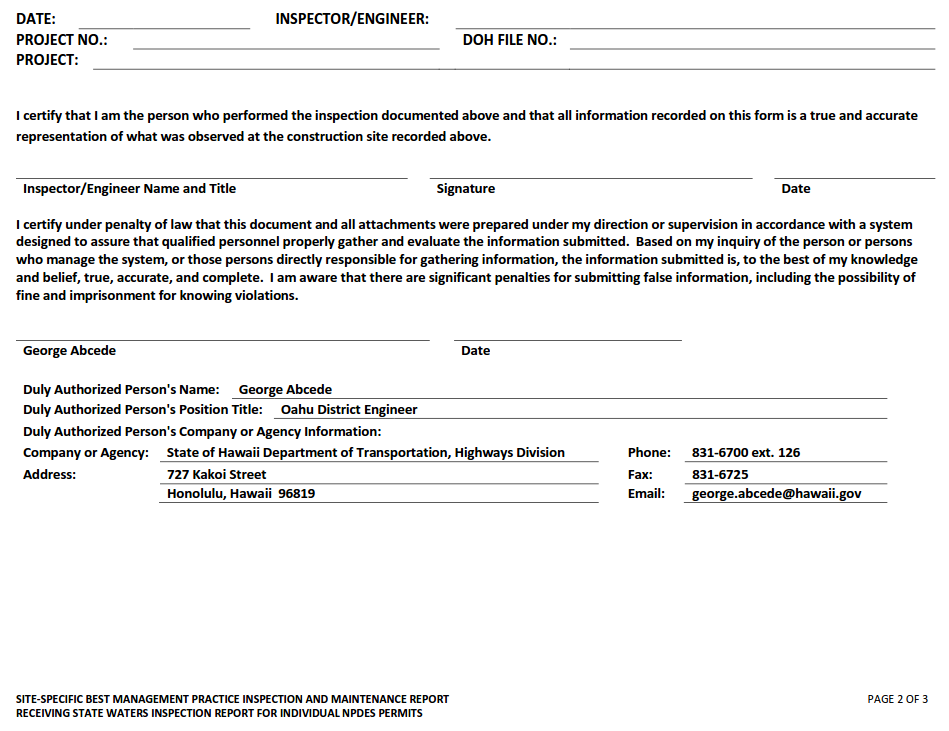 DATE: INSPECTOR/ENGINEER:
PROJECT NO.: DOH FILE NO.:
PROJECT:
I certify that I am the person who performed the inspection documented above and that all information recorded on this form is a true and accurate
representation of what was observed at the construction site recorded above.
Inspector/Engineer Name and Title Signature Date
I certify under penalty of law that this document and all attachments were prepared under my direction or supervision in accordance with a system
designed to assure that qualified personnel properly gather and evaluate the information submitted.  Based on my inquiry of the person or persons
who manage the system, or those persons directly responsible for gathering information, the information submitted is, to the best of my knowledge
and belief, true, accurate, and complete.  I am aware that there are significant penalties for submitting false information, including the possibility of
fine and imprisonment for knowing violations.
George Abcede Date
Duly Authorized Person's Name: George Abcede
Duly Authorized Person's Position Title: Oahu District Engineer
Duly Authorized Person's Company or Agency Information:
Company or Agency: State of Hawaii Department of Transportation, Highways Division Phone: 831-6700 ext. 126
Address: 727 Kakoi Street Fax: 831-6725
Honolulu, Hawaii  96819 Email: george.abcede@hawaii.gov
SITE-SPECIFIC BEST MANAGEMENT PRACTICE INSPECTION AND MAINTENANCE REPORT PAGE 2 OF 3
RECEIVING STATE WATERS INSPECTION REPORT FOR INDIVIDUAL NPDES PERMITS